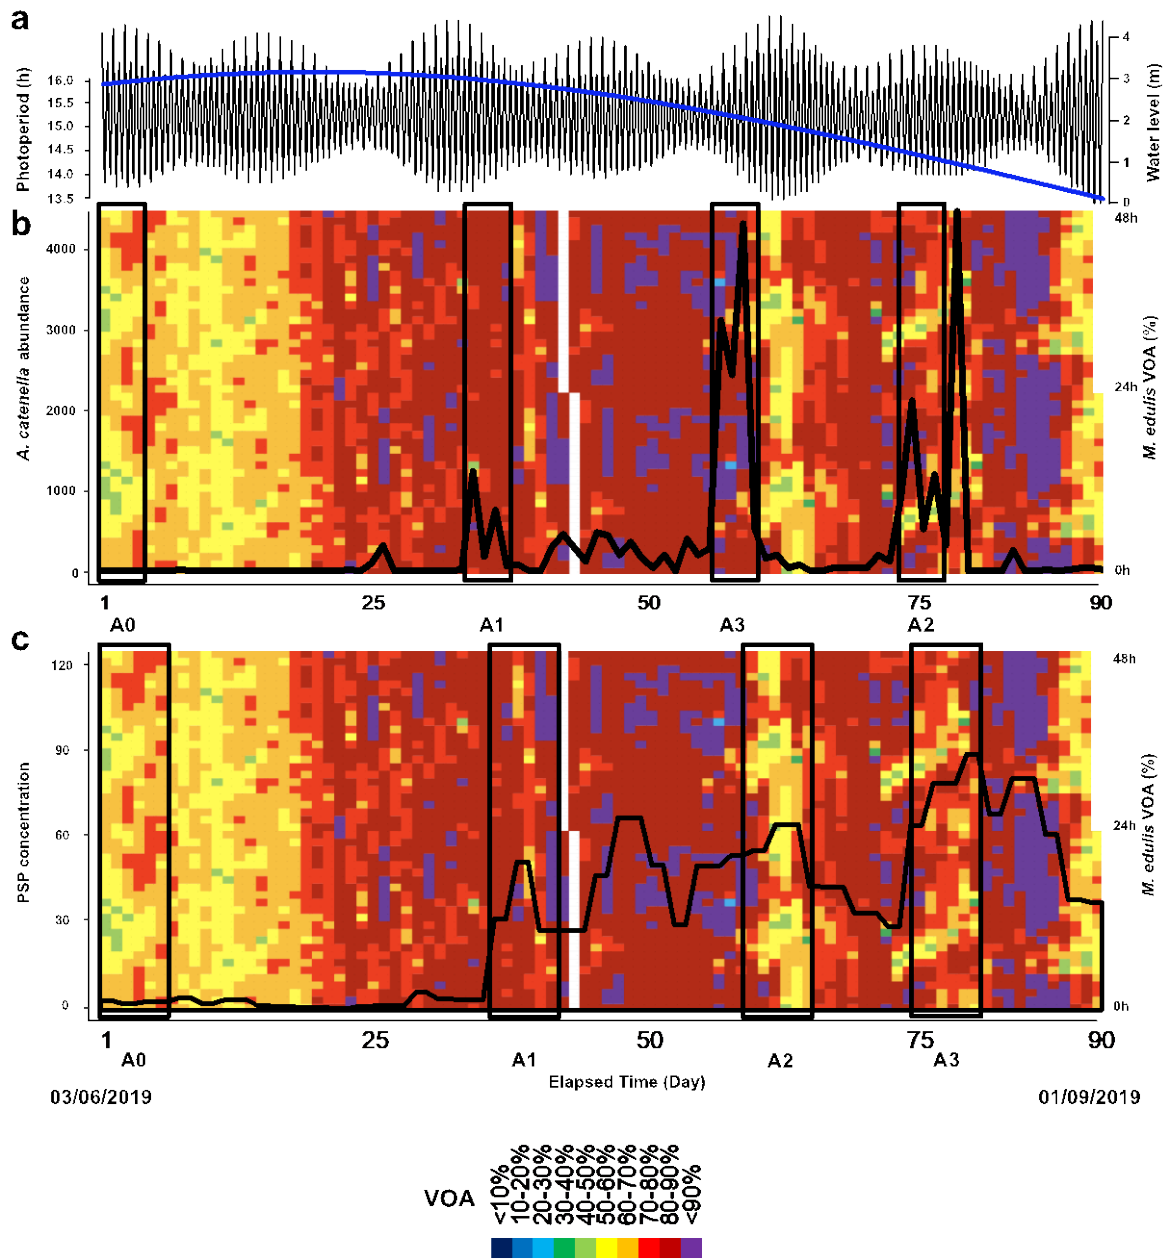 a
Photoperiod (h)
16.0
15.5
15.0
14.5
14.0
13.5
4
3
2
1
0
Water level (m)
b
A. catenella abundance
4000
3000
2000
1000
0
48h
24h
0h
M. edulis VOA (%)
1 25 50 75 90
A0 A1 A3 A2
c
PSP concentration
120
90
60
30
0
48h
24h
0h
M. edulis VOA (%)
1 25 50 75 90
A0 A1 A2 A3
Elapsed Time (Day)
03/06/2019 01/09/2019
VOA
<10%
10-20%
20-30%
30-40%
40-50%
50-60%
60-70%
70-80%
80-90%
<90%